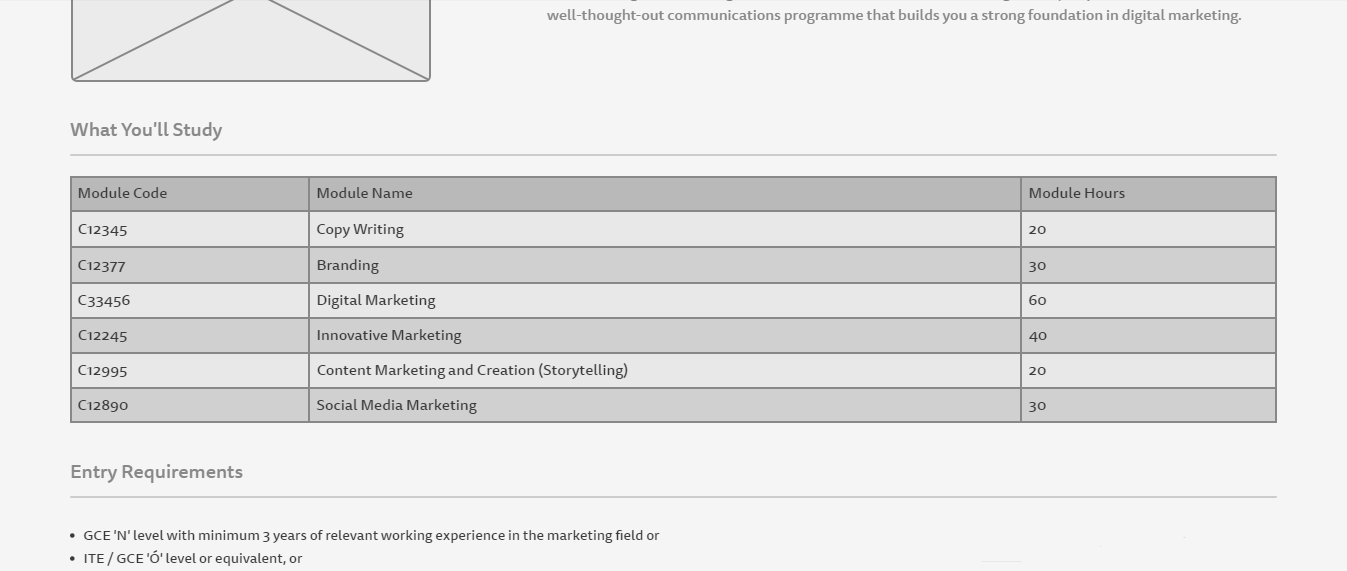 well-thought-out communications programme that builds you a strong foundation in digital marketing.
What You'll Study
Module Code Module Name Module Hours
C12345 Copy Writing 20
C12377 Branding 30
C33456 Digital Marketing 60
C12245 Innovative Marketing 40
C12995 Content Marketing and Creation (Storytelling) 20
C12890 Social Media Marketing 30
Entry Requirements
• GCE 'N' level with minimum 3 years of relevant working experience in the marketing field or
• ITE / GCE 'Ó' level or equivalent, or